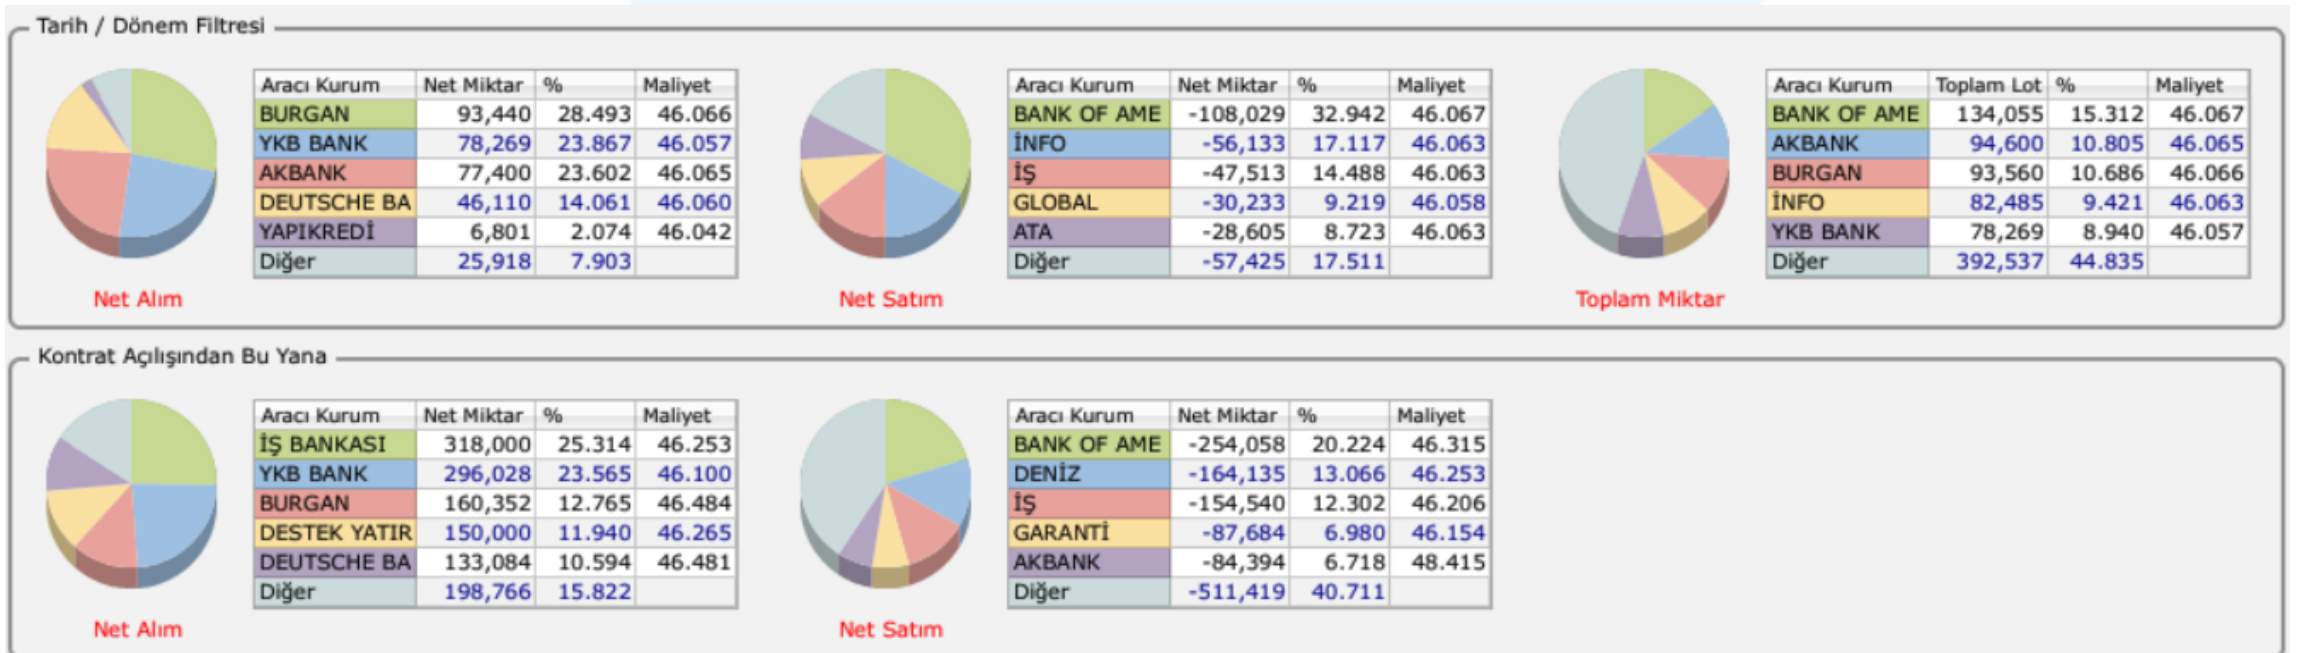 Tarih / Dönem Filtresi
Aracı Kurum Net Miktar % Maliyet
BURGAN 93,440 28.493 46.066
YKB BANK 78,269 23.867 46.057
AKBANK 77,400 23.602 46.065
DEUTSCHE BA 46,110 14.061 46.060
YAPIKREDİ 6,801 2.074 46.042
Diğer 25,918 7.903
Net Alım
Aracı Kurum Net Miktar % Maliyet
BANK OF AME -108,029 32.942 46.067
İNFO -56,133 17.117 46.063
İŞ -47,513 14.488 46.063
GLOBAL -30,233 9.219 46.058
ATA -28,605 8.723 46.063
Diğer -57,425 17.511
Net Satım
Aracı Kurum Toplam Lot % Maliyet
BANK OF AME 134,055 15.312 46.067
AKBANK 94,600 10.805 46.065
BURGAN 93,560 10.686 46.066
İNFO 82,485 9.421 46.063
YKB BANK 78,269 8.940 46.057
Diğer 392,537 44.835
Toplam Miktar
Kontrat Açılışından Bu Yana
Aracı Kurum Net Miktar % Maliyet
İŞ BANKASI 318,000 25.314 46.253
YKB BANK 296,028 23.565 46.100
BURGAN 160,352 12.765 46.484
DESTEK YATIR 150,000 11.940 46.265
DEUTSCHE BA 133,084 10.594 46.481
Diğer 198,766 15.822
Net Alım
Aracı Kurum Net Miktar % Maliyet
BANK OF AME -254,058 20.224 46.315
DENİZ -164,135 13.066 46.253
İŞ -154,540 12.302 46.206
GARANTİ -87,684 6.980 46.154
AKBANK -84,394 6.718 48.415
Diğer -511,419 40.711
Net Satım